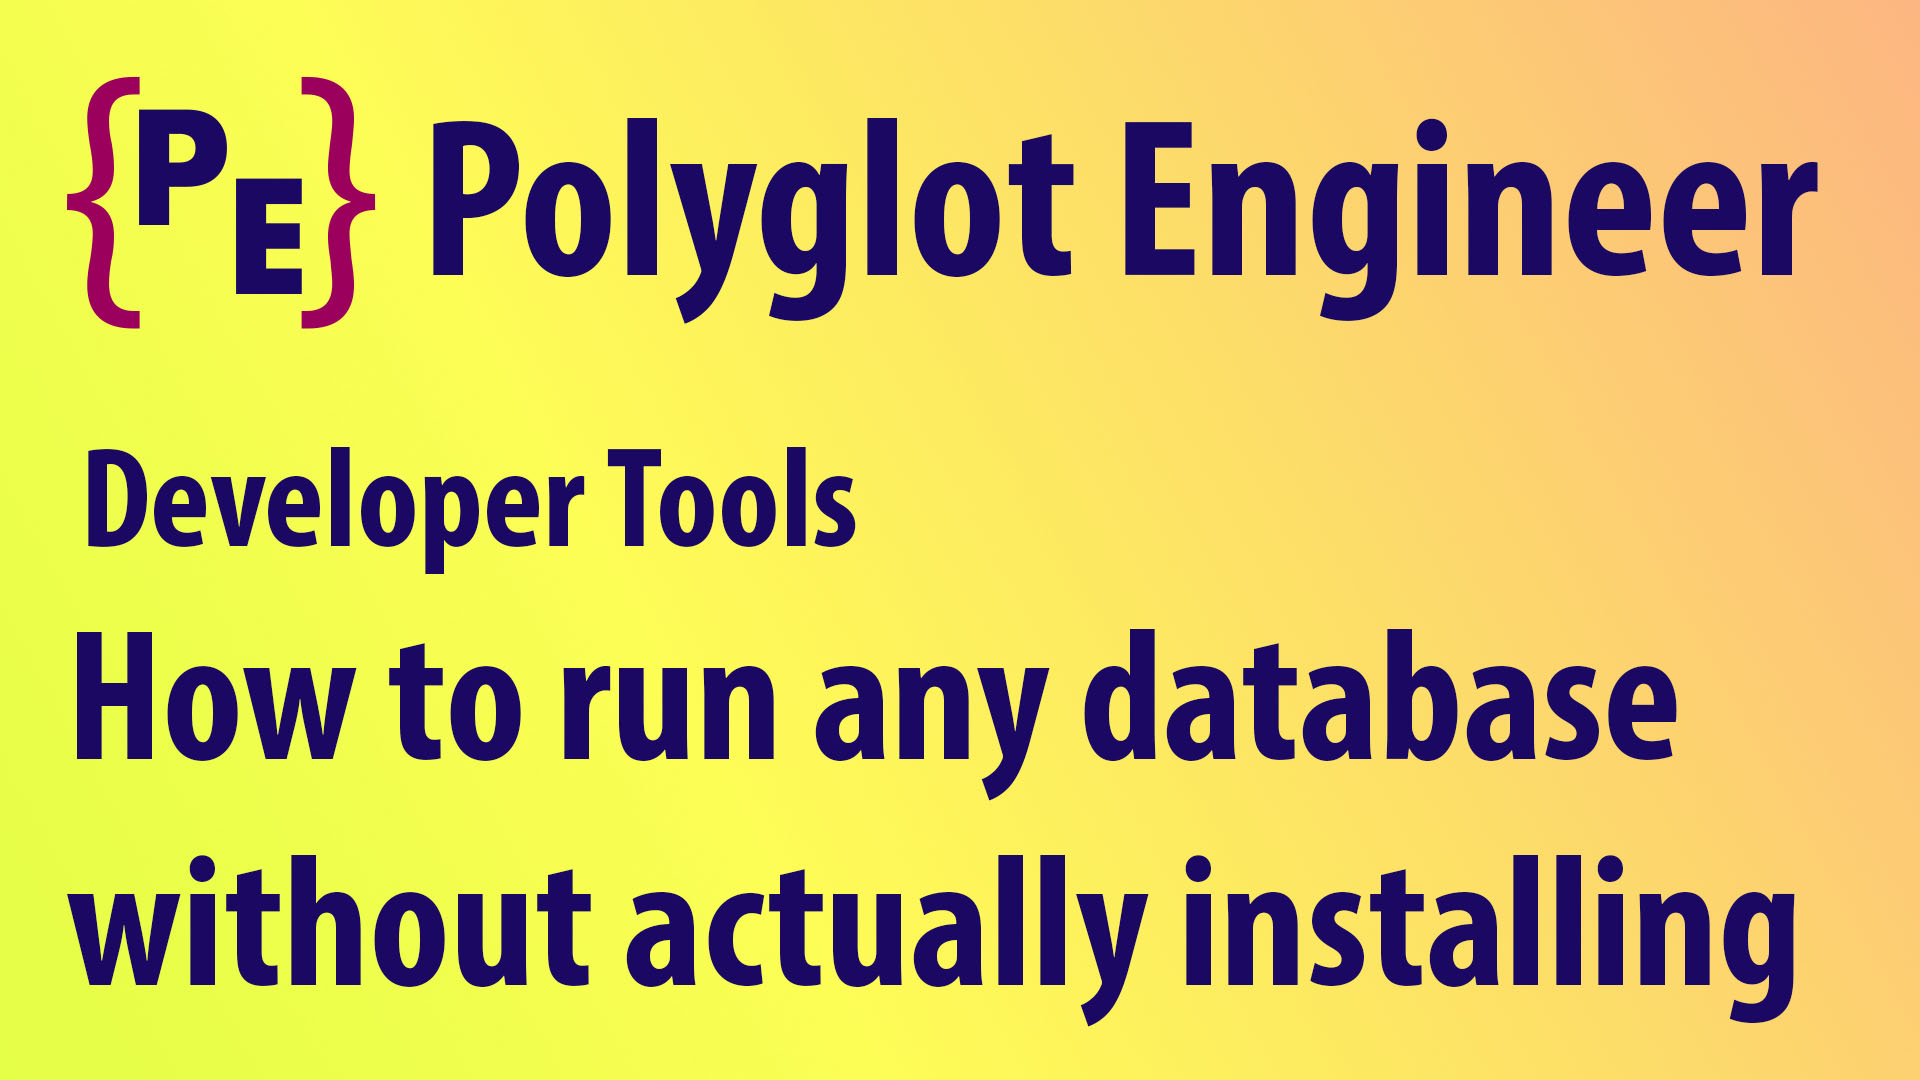 {PE} Polyglot Engineer
Developer Tools
How to run any database
without actually installing